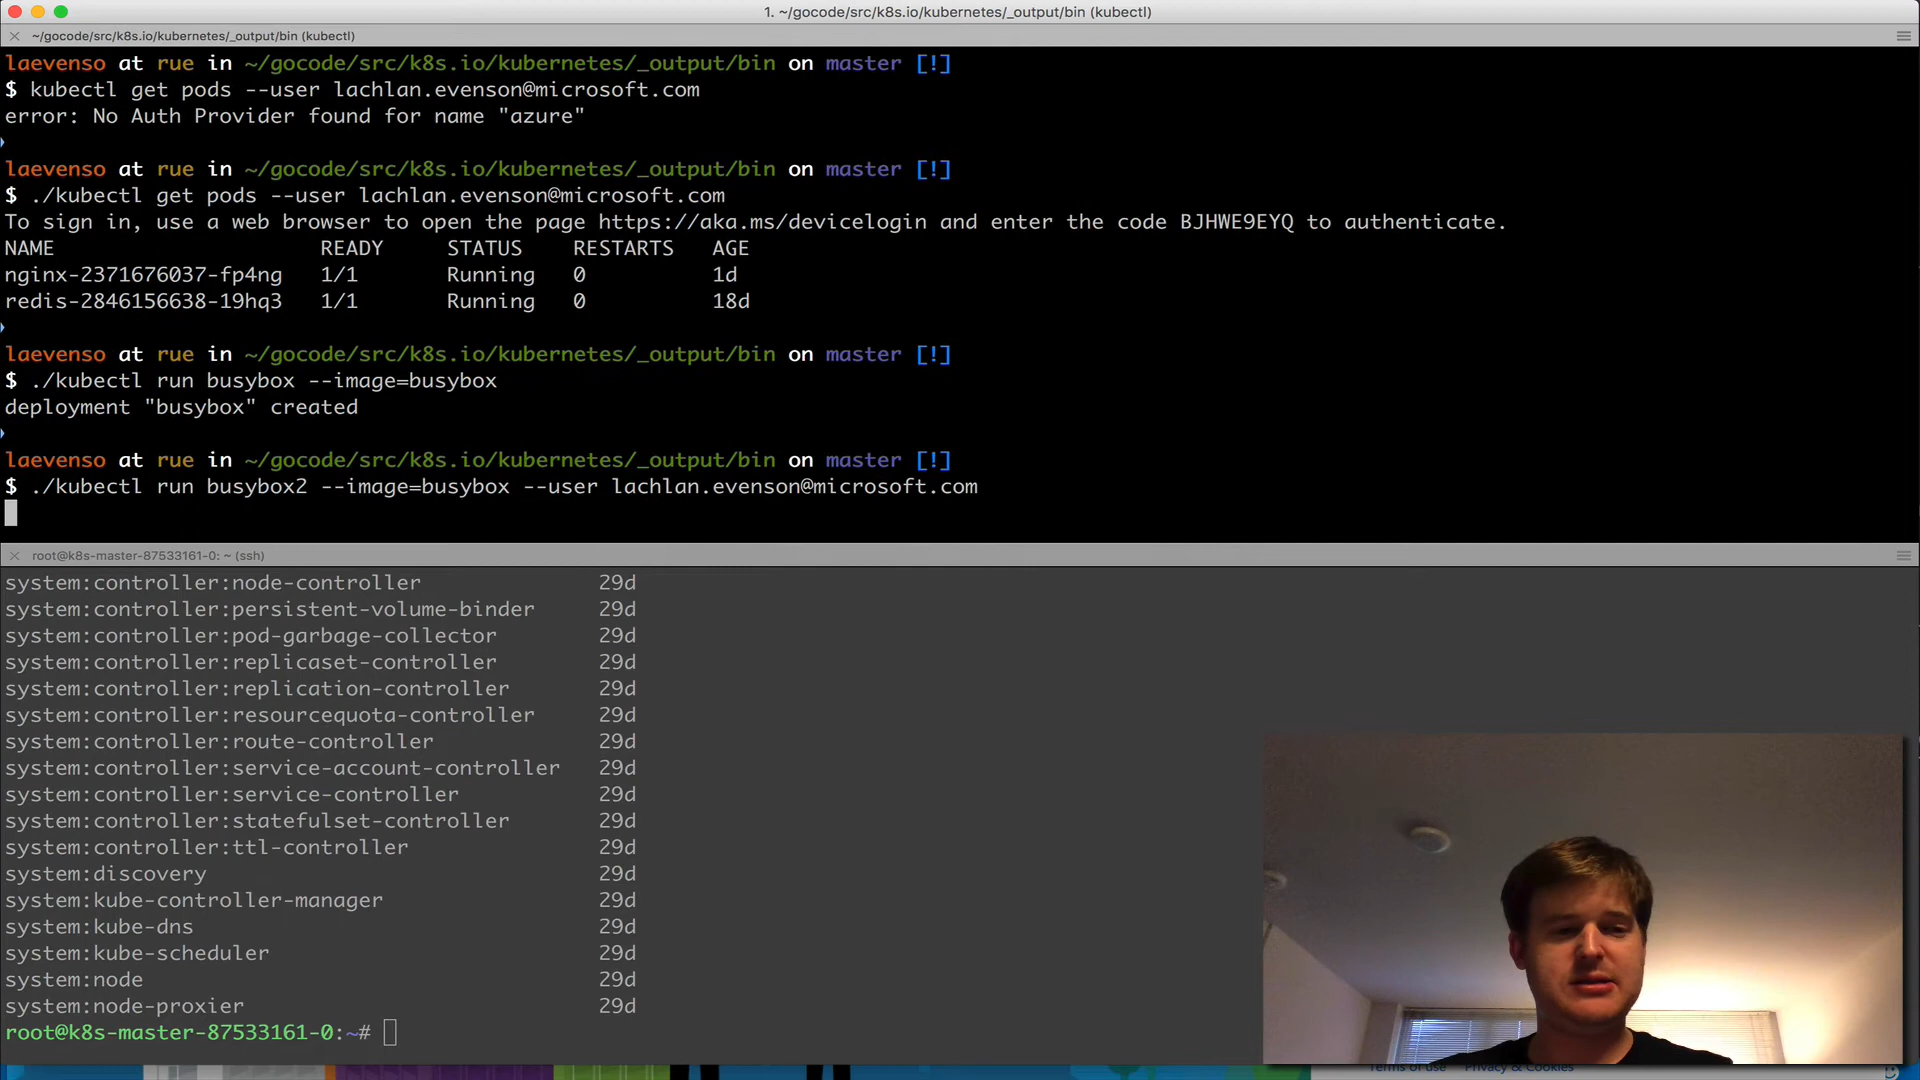 1. ~/gocode/src/k8s.io/kubernetes/_output/bin (kubectl)
~/gocode/src/k8s.io/kubernetes/_output/bin (kubectl)
laevenso at rue in ~/gocode/src/k8s.io/kubernetes/_output/bin on master [!]
$ kubectl get pods --user lachlan.evenson@microsoft.com
error: No Auth Provider found for name "azure"
laevenso at rue in ~/gocode/src/k8s.io/kubernetes/_output/bin on master [!]
$ ./kubectl get pods --user lachlan.evenson@microsoft.com
To sign in, use a web browser to open the page https://aka.ms/devicelogin and enter the code BJHWE9EYQ to authenticate.
NAME READY STATUS RESTARTS AGE
nginx-2371676037-fp4ng 1/1 Running 0 1d
redis-2846156638-19hq3 1/1 Running 0 18d
laevenso at rue in ~/gocode/src/k8s.io/kubernetes/_output/bin on master [!]
$ ./kubectl run busybox --image=busybox
deployment "busybox" created
laevenso at rue in ~/gocode/src/k8s.io/kubernetes/_output/bin on master [!]
$ ./kubectl run busybox2 --image=busybox --user lachlan.evenson@microsoft.com
root@k8s-master-87533161-0: ~ (ssh)
system:controller:node-controller 29d
system:controller:persistent-volume-binder 29d
system:controller:pod-garbage-collector 29d
system:controller:replicaset-controller 29d
system:controller:replication-controller 29d
system:controller:resourcequota-controller 29d
system:controller:route-controller 29d
system:controller:service-account-controller 29d
system:controller:service-controller 29d
system:controller:statefulset-controller 29d
system:controller:ttl-controller 29d
system:discovery 29d
system:kube-controller-manager 29d
system:kube-dns 29d
system:kube-scheduler 29d
system:node 29d
system:node-proxier 29d
root@k8s-master-87533161-0:~#
Terms of use Privacy & Cookies